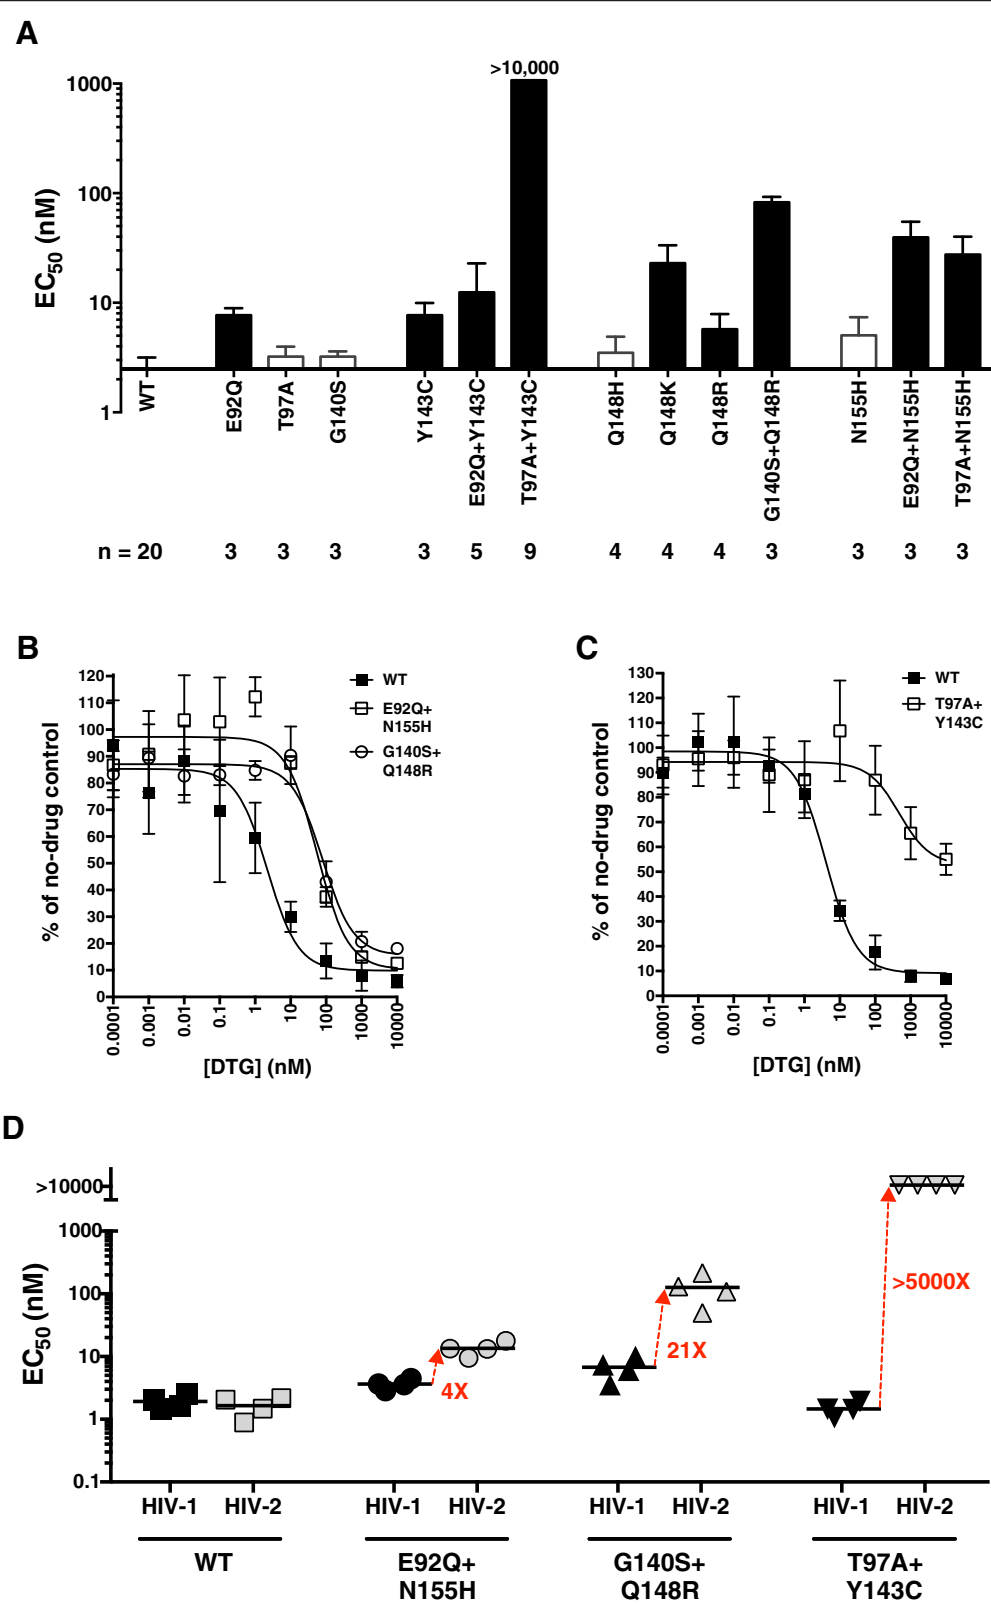 A
>10,000
1000
100
10
1
EC50 (nM)
WT
E92Q
T97A
G140S
Y143C
E92Q+Y143C
T97A+Y143C
Q148H
Q148K
Q148R
G140S+Q148R
N155H
E92Q+N155H
T97A+N155H
n = 20 3 3 3 3 5 9 4 4 4 3 3 3 3
B
120
110
100
90
80
70
60
50
40
30
20
10
0
% of no-drug control
WT
E92Q+
N155H
G140S+
Q148R
0.0001
0.001
0.01
0.1
1
10
100
1000
10000
[DTG] (nM)
C
130
120
110
100
90
80
70
60
50
40
30
20
10
0
% of no-drug control
WT
T97A+
Y143C
0.0001
0.001
0.01
0.1
1
10
100
1000
10000
[DTG] (nM)
D
>10000
1000
100
10
1
0.1
EC50 (nM)
4X
21X
>5000X
HIV-1 HIV-2 HIV-1 HIV-2 HIV-1 HIV-2 HIV-1 HIV-2
WT
E92Q+
N155H
G140S+
Q148R
T97A+
Y143C